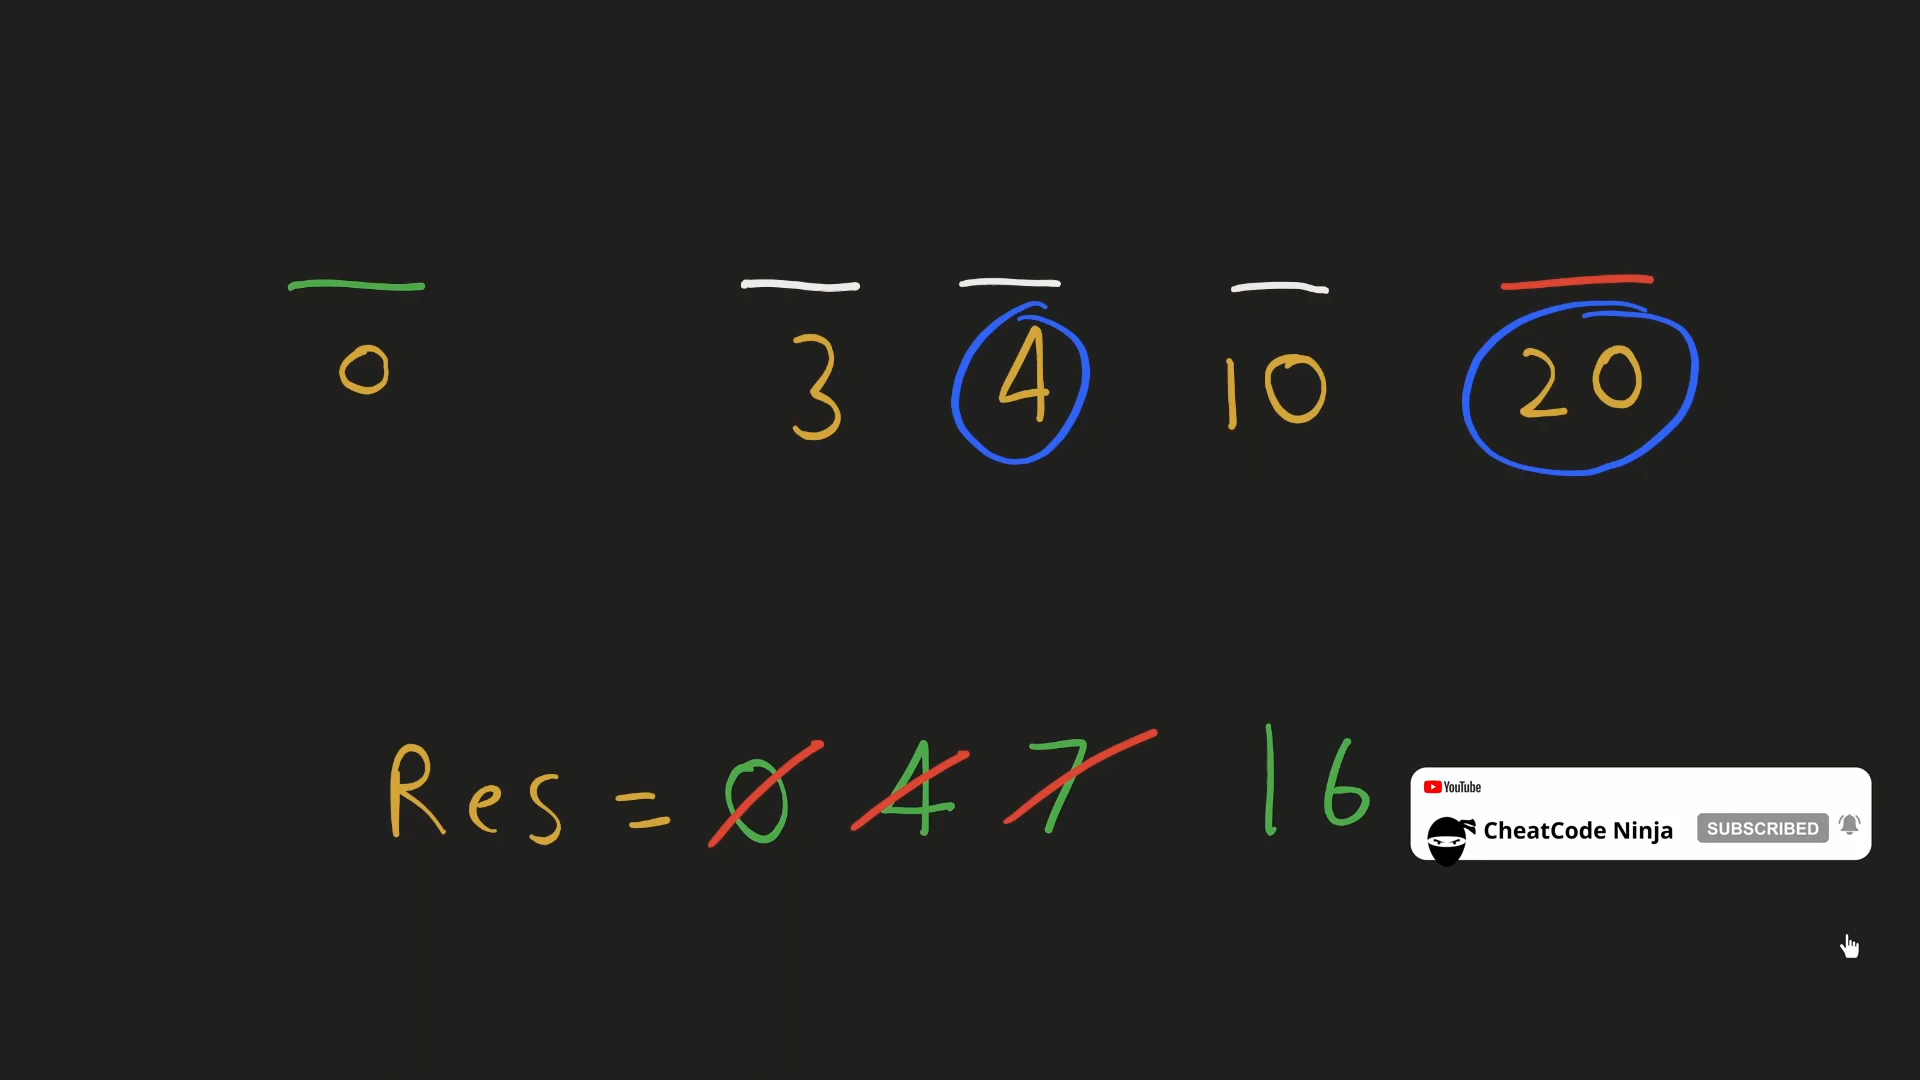 0 3 4 10 20
Res = 0 4 7 16
YouTube
CheatCode Ninja SUBSCRIBED